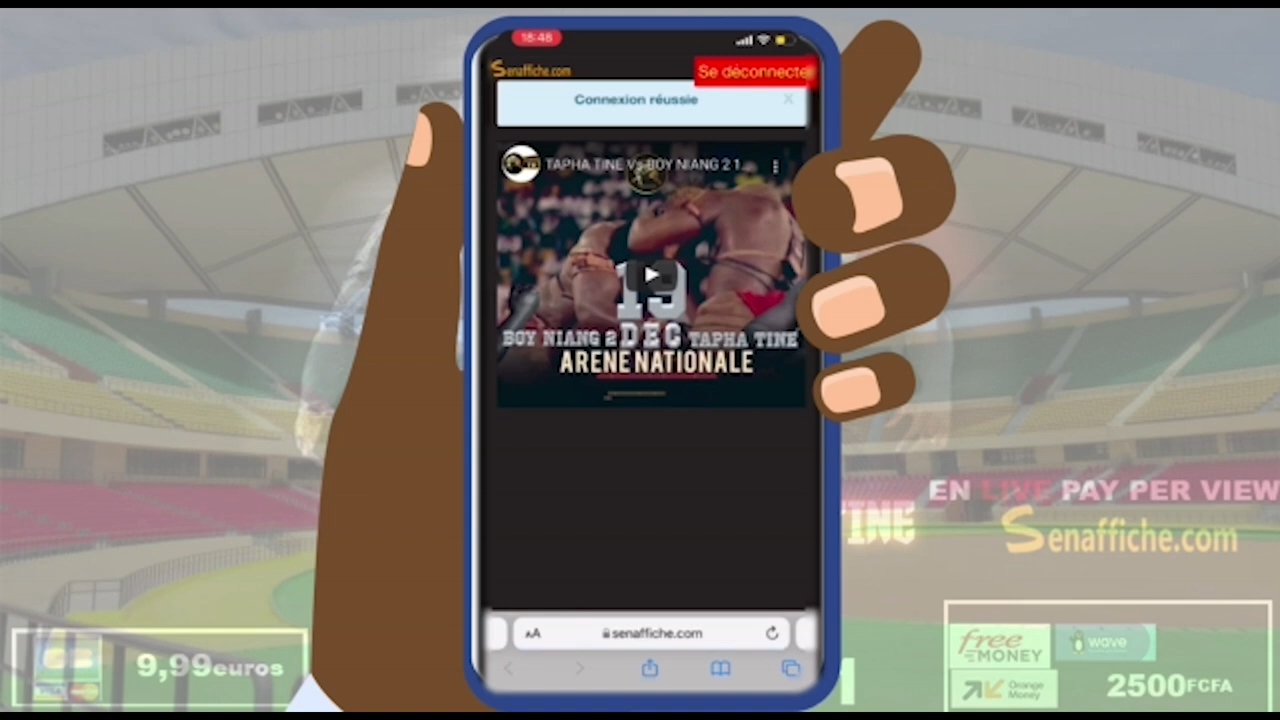 18:48
Senaffiche.com
Se déconnecte
Connexion réussie
TAPHA TINE Vs BOY NIANG 2 1...
19
BOY NIANG 2 DEC TAPHA TINE
ARENE NATIONALE
EN LIVE PAY PER VIEW
TINE
Senaffiche.com
AA senaffiche.com
VISA
9,99euros
free
MONEY
wave
Orange
Money
2500FCFA